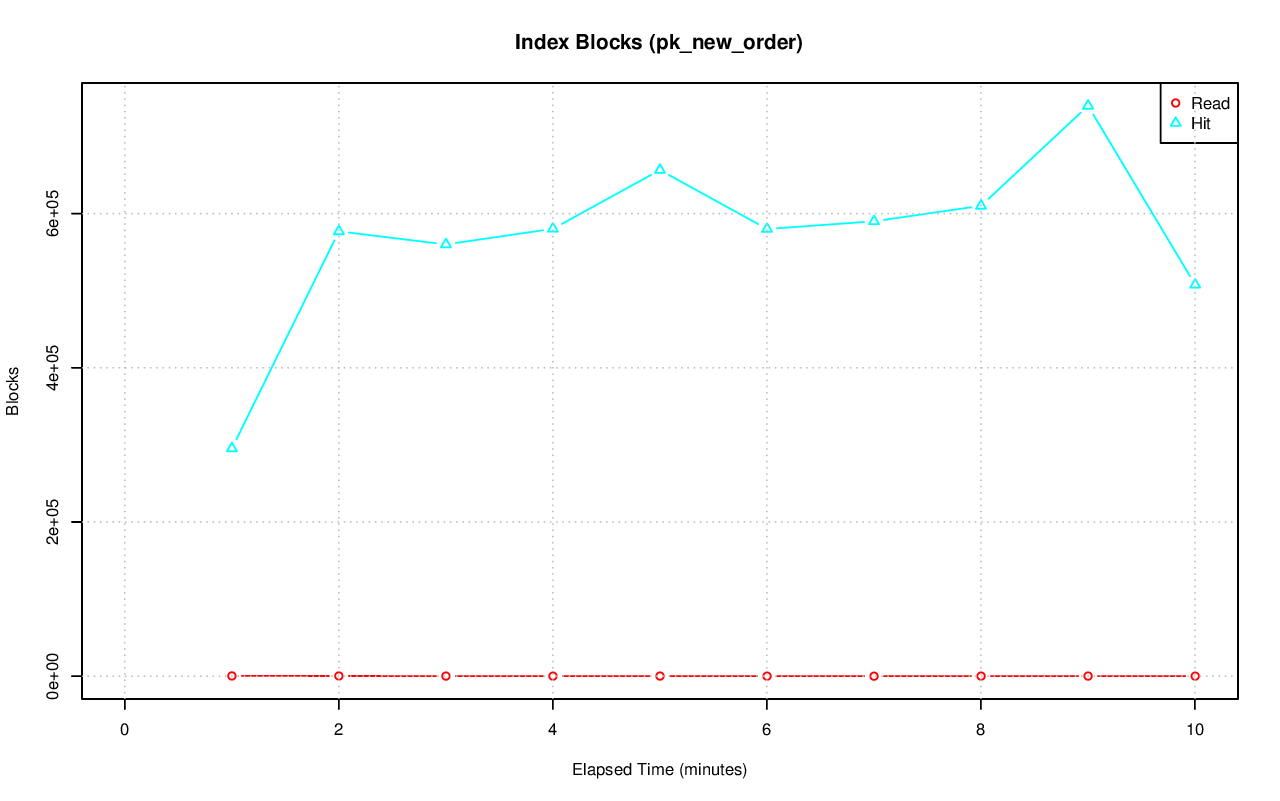 Index Blocks (pk_new_order)
Read
Hit
Blocks
0e+00
2e+05
4e+05
6e+05
0
2
4
6
8
10
Elapsed Time (minutes)